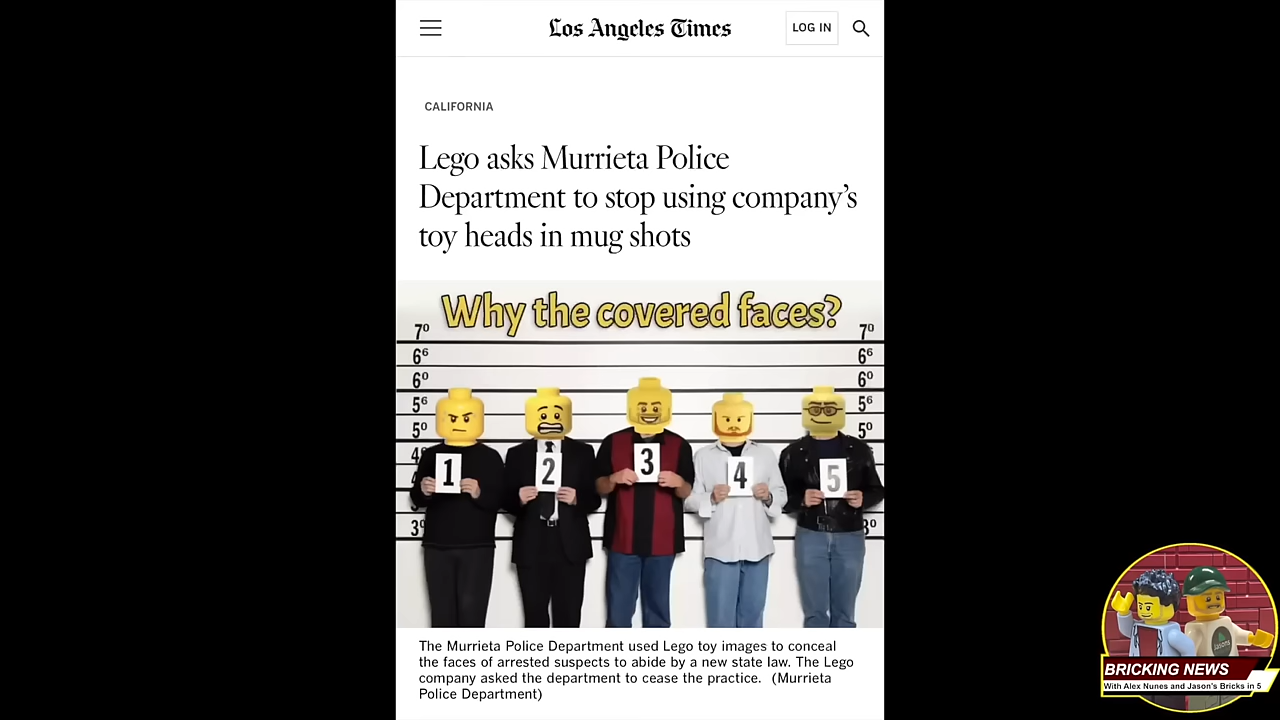 Los Angeles Times
LOG IN
CALIFORNIA
Lego asks Murrieta Police
Department to stop using company’s
toy heads in mug shots
Why the covered faces?
7⁰ 7⁰
6⁶ 6⁶
6⁰ 6⁰
5⁶ 5⁶
5⁰ 5⁰
3
1 2 4 5
The Murrieta Police Department used Lego toy images to conceal
the faces of arrested suspects to abide by a new state law. The Lego
company asked the department to cease the practice. (Murrieta
Police Department)
Jasons
BRICKING NEWS
With Alex Nunes and Jason's Bricks in 5